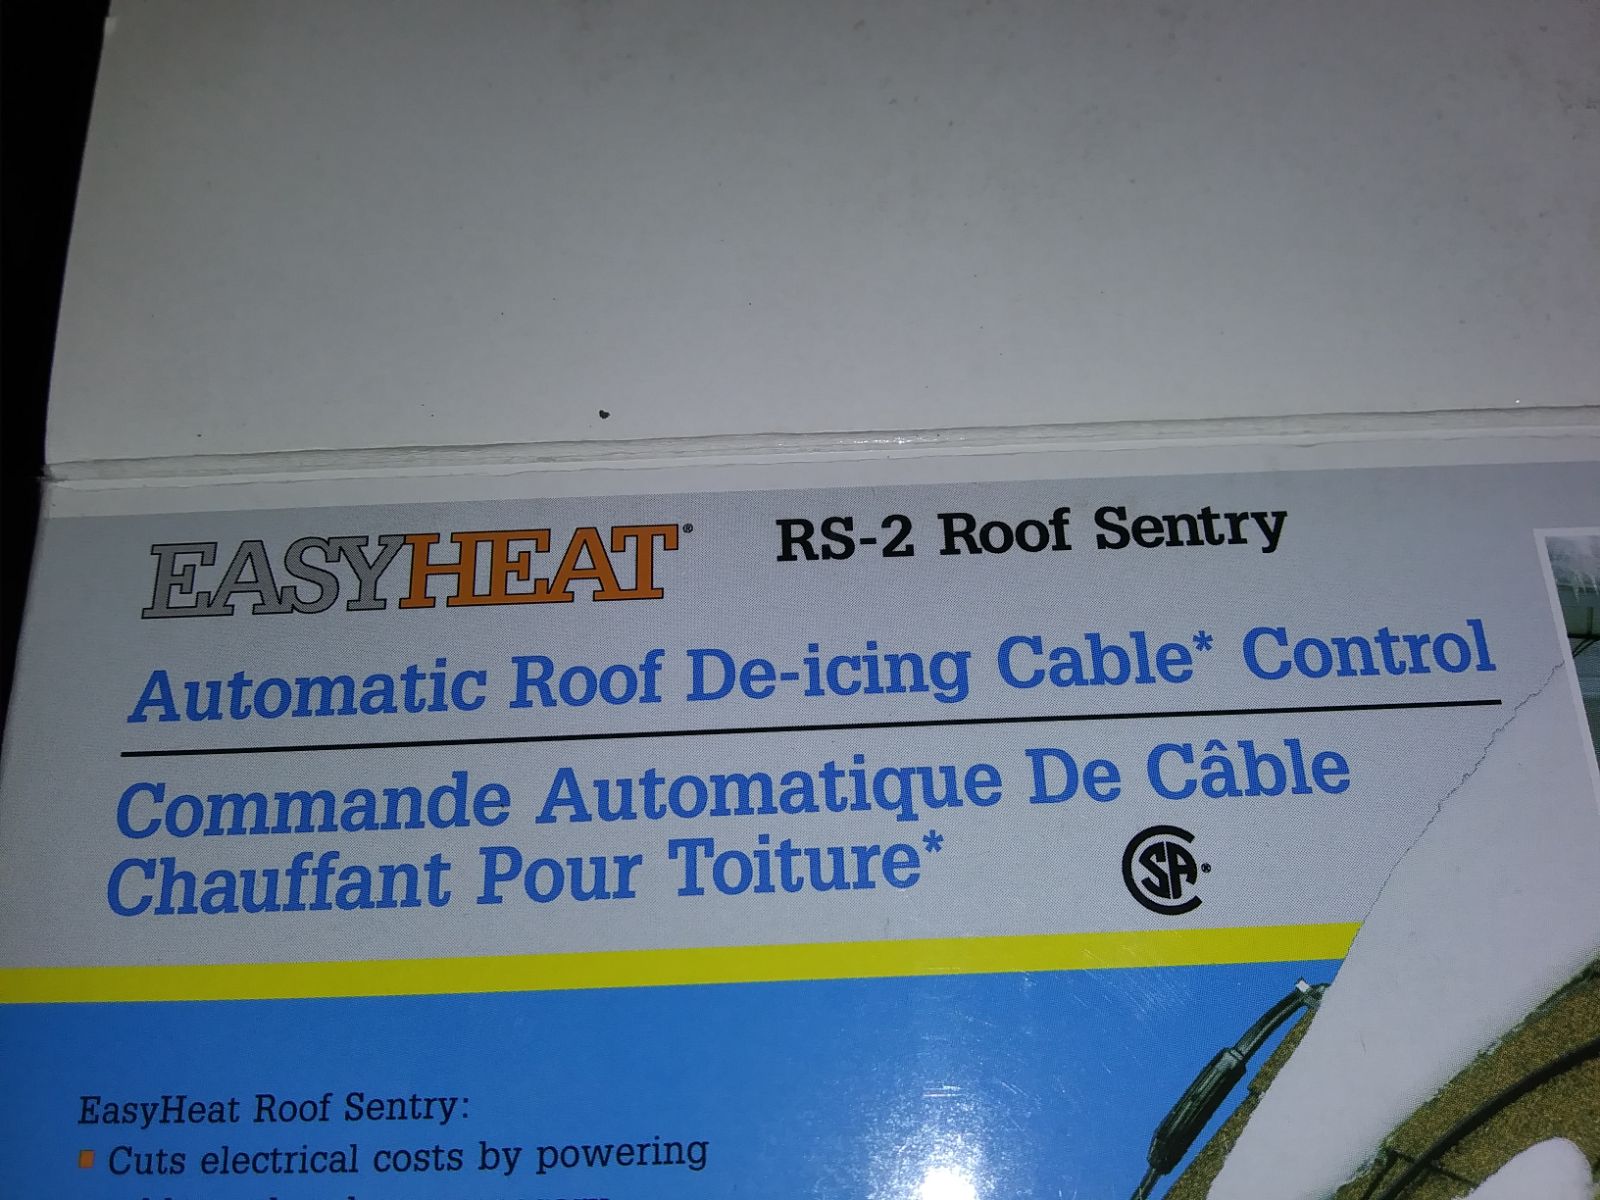 EASYHEAT® RS-2 Roof Sentry
Automatic Roof De-icing Cable* Control
Commande Automatique De Câble
Chauffant Pour Toiture*
CSA®
EasyHeat Roof Sentry:
Cuts electrical costs by powering